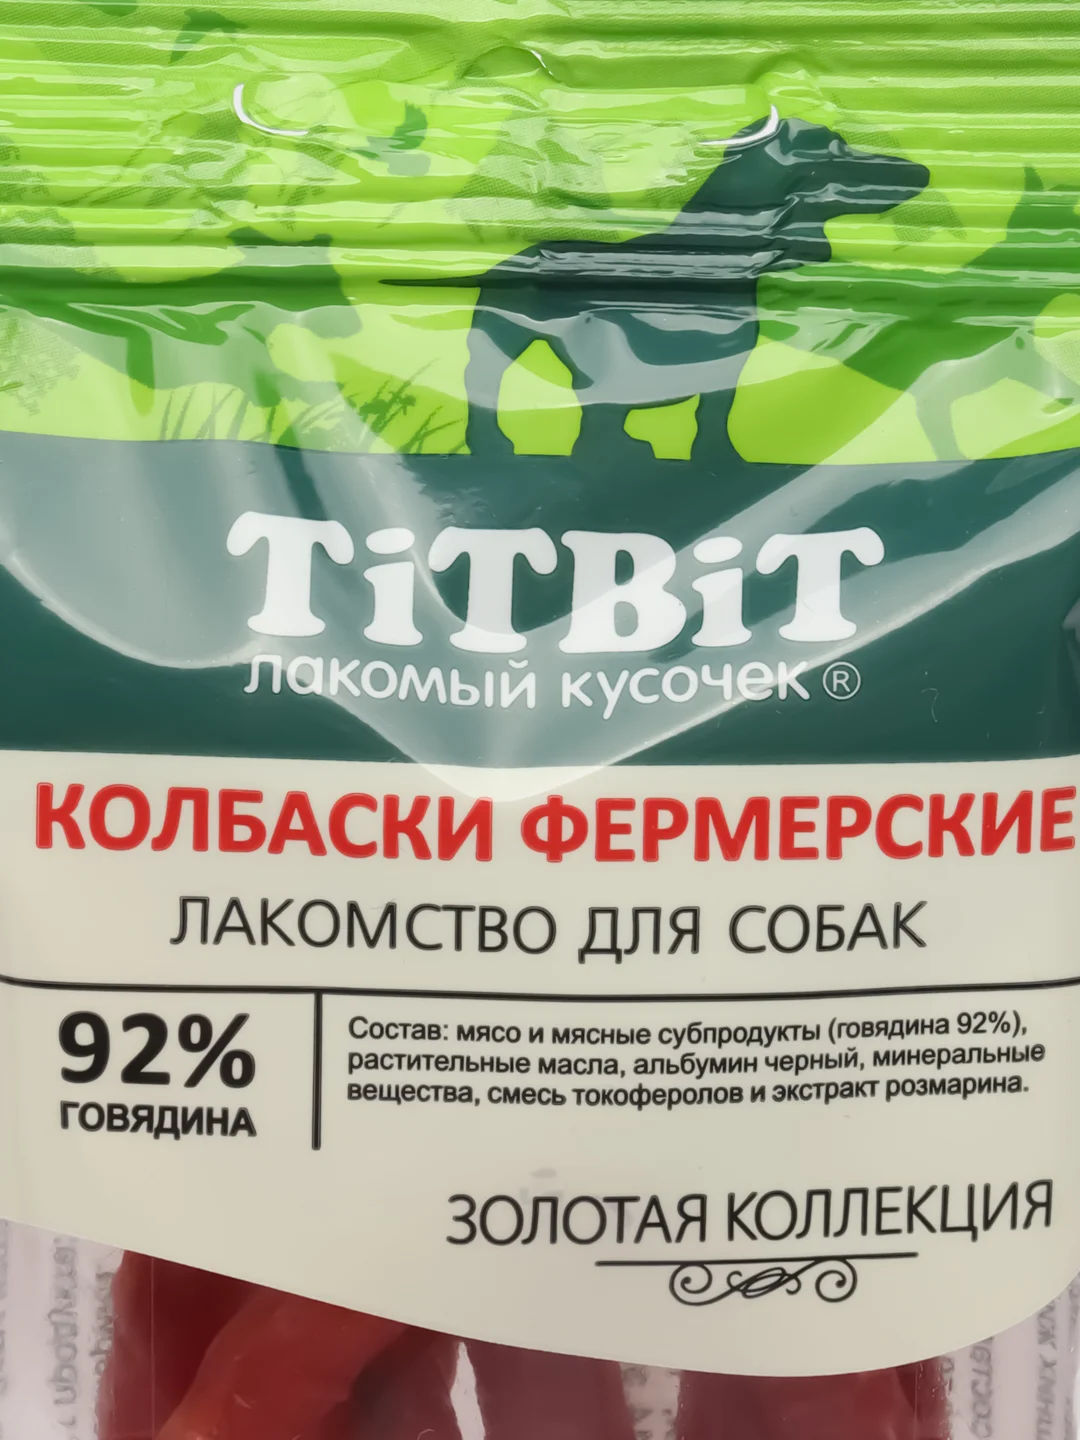 TiTBiT
лакомый кусочек ®
КОЛБАСКИ ФЕРМЕРСКИЕ
ЛАКОМСТВО ДЛЯ СОБАК
92%
ГОВЯДИНА
Состав: мясо и мясные субпродукты (говядина 92%),
растительные масла, альбумин черный, минеральные
вещества, смесь токоферолов и экстракт розмарина.
ЗОЛОТАЯ КОЛЛЕКЦИЯ